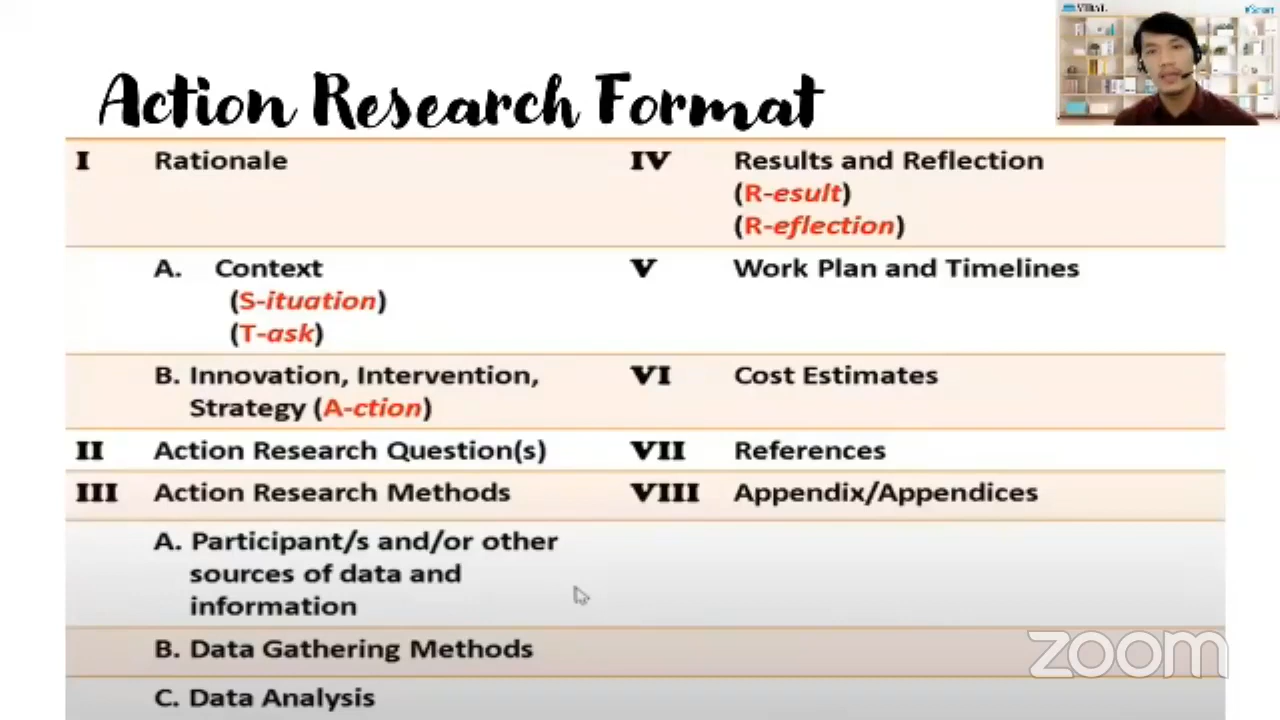 Action Research Format
I Rationale
A. Context
(S-ituation)
(T-ask)
B. Innovation, Intervention,
Strategy (A-ction)
II Action Research Question(s)
III Action Research Methods
A. Participant/s and/or other
sources of data and
information
B. Data Gathering Methods
C. Data Analysis
IV Results and Reflection
(R-esult)
(R-eflection)
V Work Plan and Timelines
VI Cost Estimates
VII References
VIII Appendix/Appendices
zoom